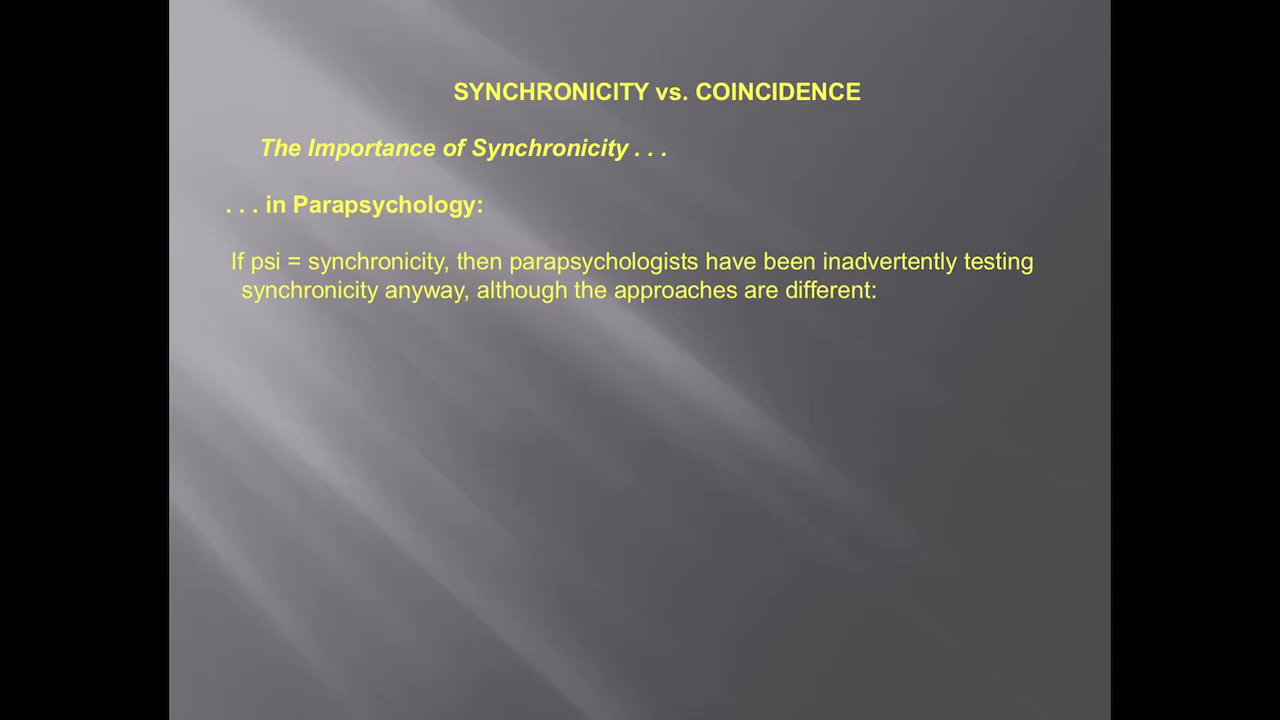 SYNCHRONICITY vs. COINCIDENCE
The Importance of Synchronicity . . .
. . . in Parapsychology:
If psi = synchronicity, then parapsychologists have been inadvertently testing
synchronicity anyway, although the approaches are different: